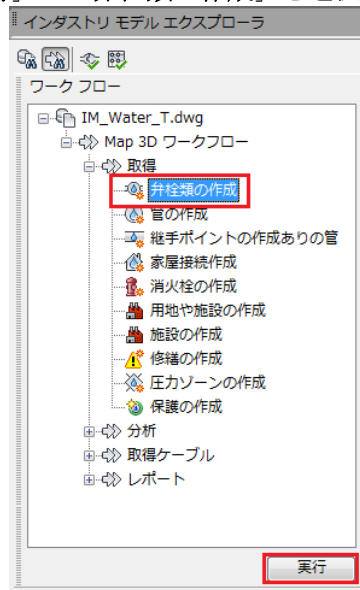 インダストリ モデル エクスプローラ
ワーク フロー
IM_Water_T.dwg
Map 3D ワークフロー
取得
弁栓類の作成
管の作成
継手ポイントの作成ありの管
家屋接続作成
消火栓の作成
用地や施設の作成
施設の作成
修繕の作成
圧力ゾーンの作成
保護の作成
分析
取得ケーブル
レポート
実行